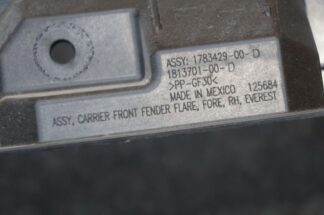 ASSY: 1783429-00-D
1813701-00-D
>PP-GF30<
MADE IN MEXICO 125684
ASSY, CARRIER FRONT FENDER FLARE, FORE, RH, EVEREST